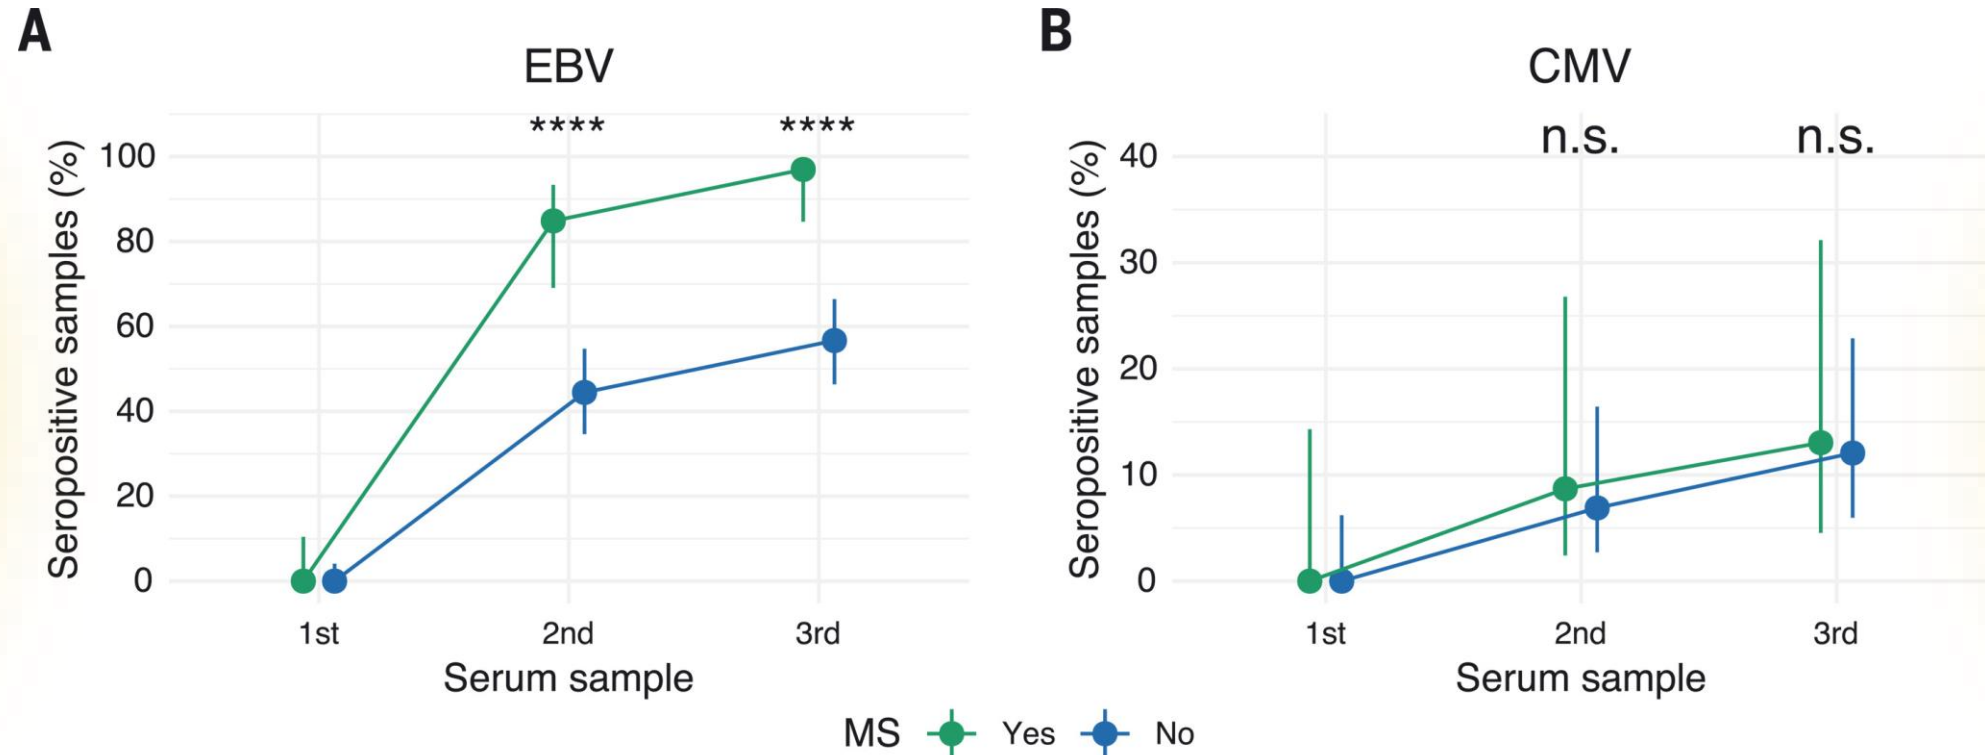 A
EBV
****
****
Seropositive samples (%)
100
80
60
40
20
0
1st
2nd
3rd
Serum sample
B
CMV
n.s.
n.s.
Seropositive samples (%)
40
30
20
10
0
1st
2nd
3rd
Serum sample
MS Yes No